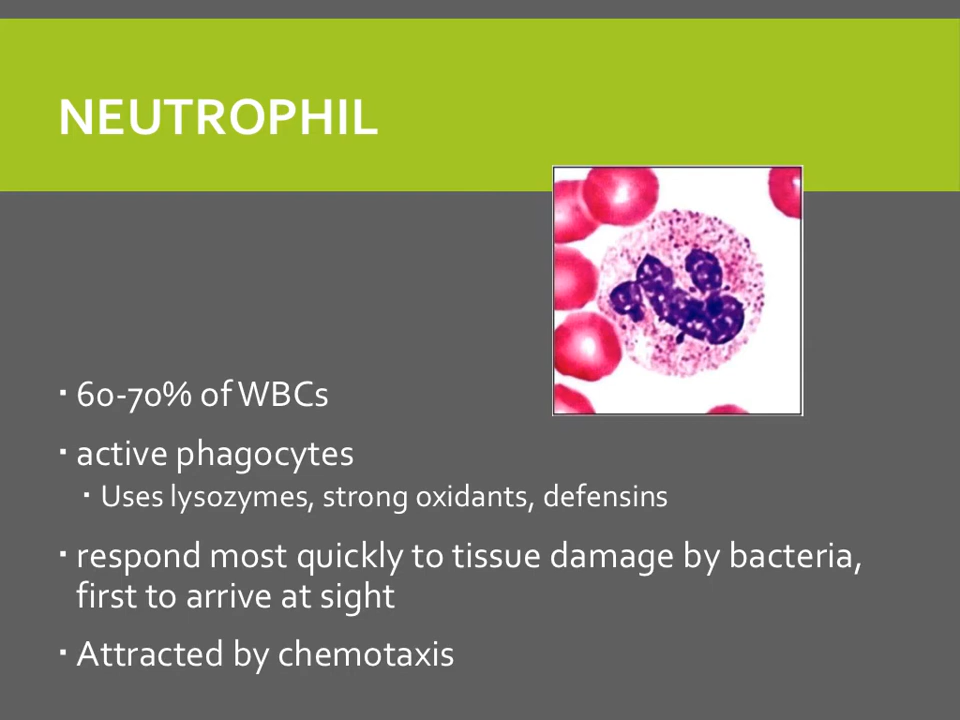 NEUTROPHIL
▪ 60-70% of WBCs
▪ active phagocytes
▪ Uses lysozymes, strong oxidants, defensins
▪ respond most quickly to tissue damage by bacteria,
first to arrive at sight
▪ Attracted by chemotaxis